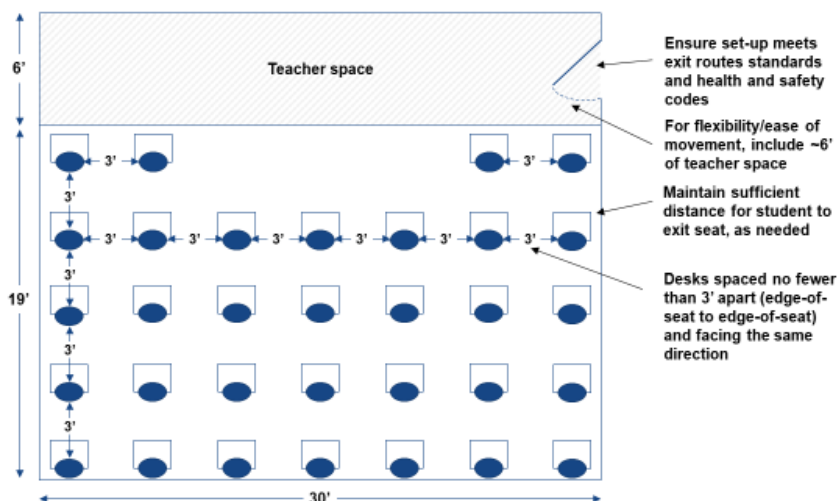 6’
Teacher space
Ensure set-up meets
exit routes standards
and health and safety
codes
For flexibility/ease of
movement, include ~6’
of teacher space
3’
3’
3’
Maintain sufficient
distance for student to
exit seat, as needed
3’
3’
3’
3’
3’
3’
3’
Desks spaced no fewer
than 3’ apart (edge-of-
seat to edge-of-seat)
and facing the same
direction
19’
3’
3’
30’